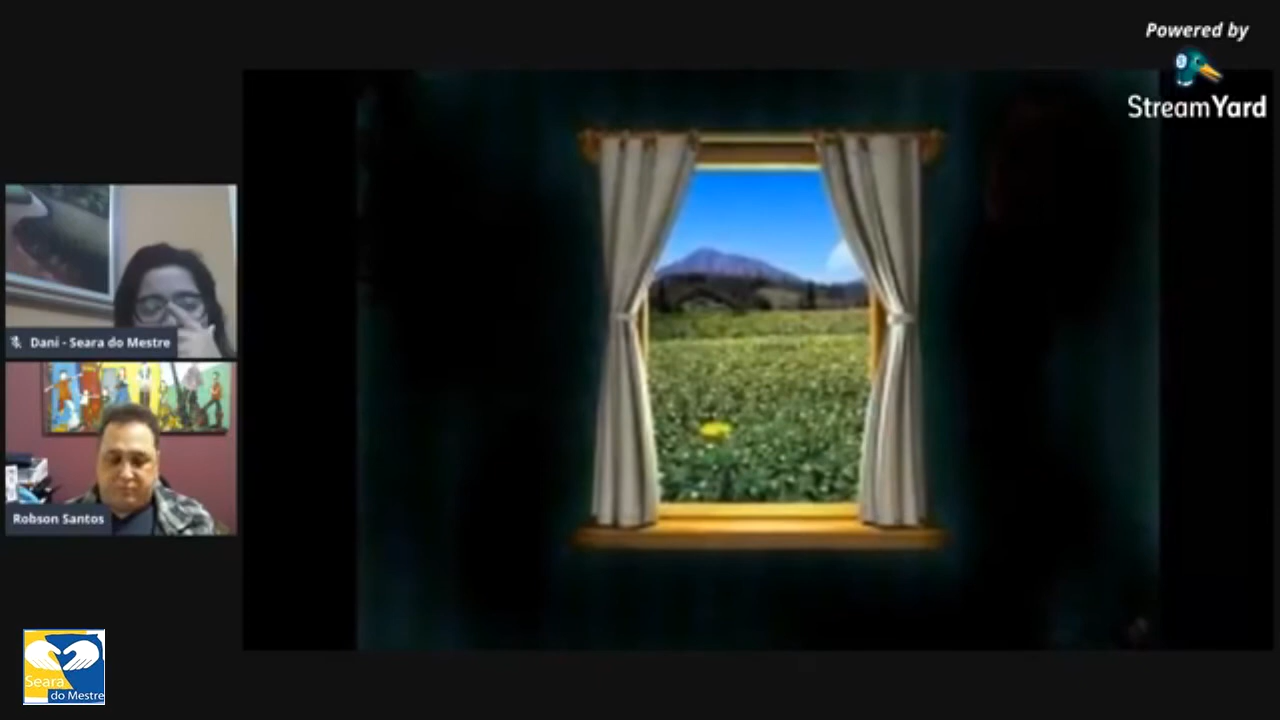 Powered by
StreamYard
Dani - Seara do Mestre
Robson Santos
Seara
do Mestre